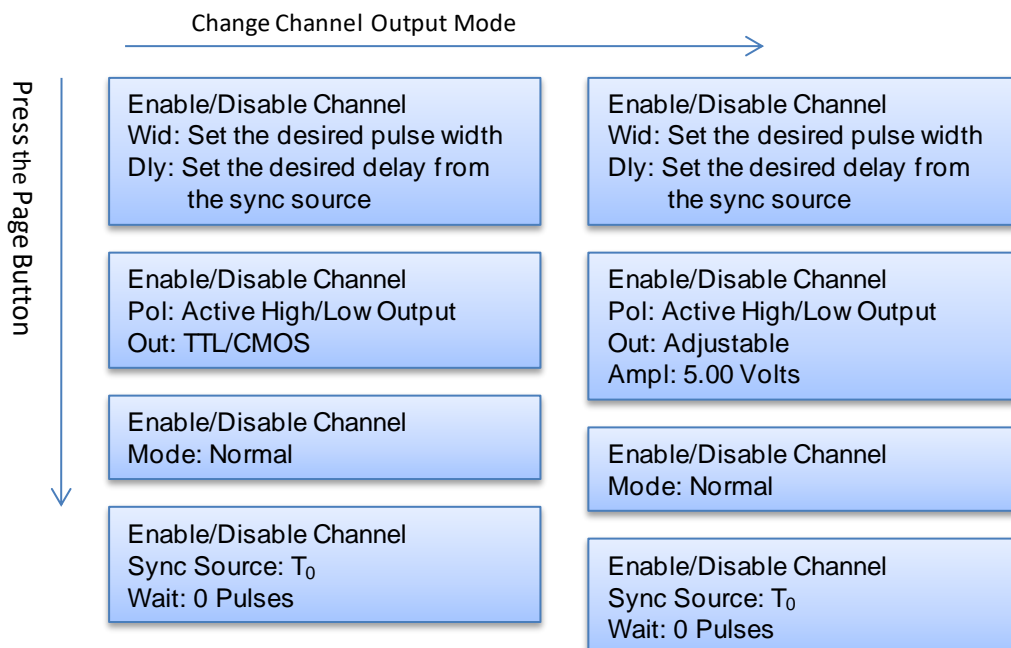 Change Channel Output Mode
Press the Page Button
Enable/Disable Channel
Wid: Set the desired pulse width
Dly: Set the desired delay from
the sync source
Enable/Disable Channel
Pol: Active High/Low Output
Out: TTL/CMOS
Enable/Disable Channel
Mode: Normal
Enable/Disable Channel
Sync Source: T₀
Wait: 0 Pulses
Enable/Disable Channel
Wid: Set the desired pulse width
Dly: Set the desired delay from
the sync source
Enable/Disable Channel
Pol: Active High/Low Output
Out: Adjustable
Ampl: 5.00 Volts
Enable/Disable Channel
Mode: Normal
Enable/Disable Channel
Sync Source: T₀
Wait: 0 Pulses